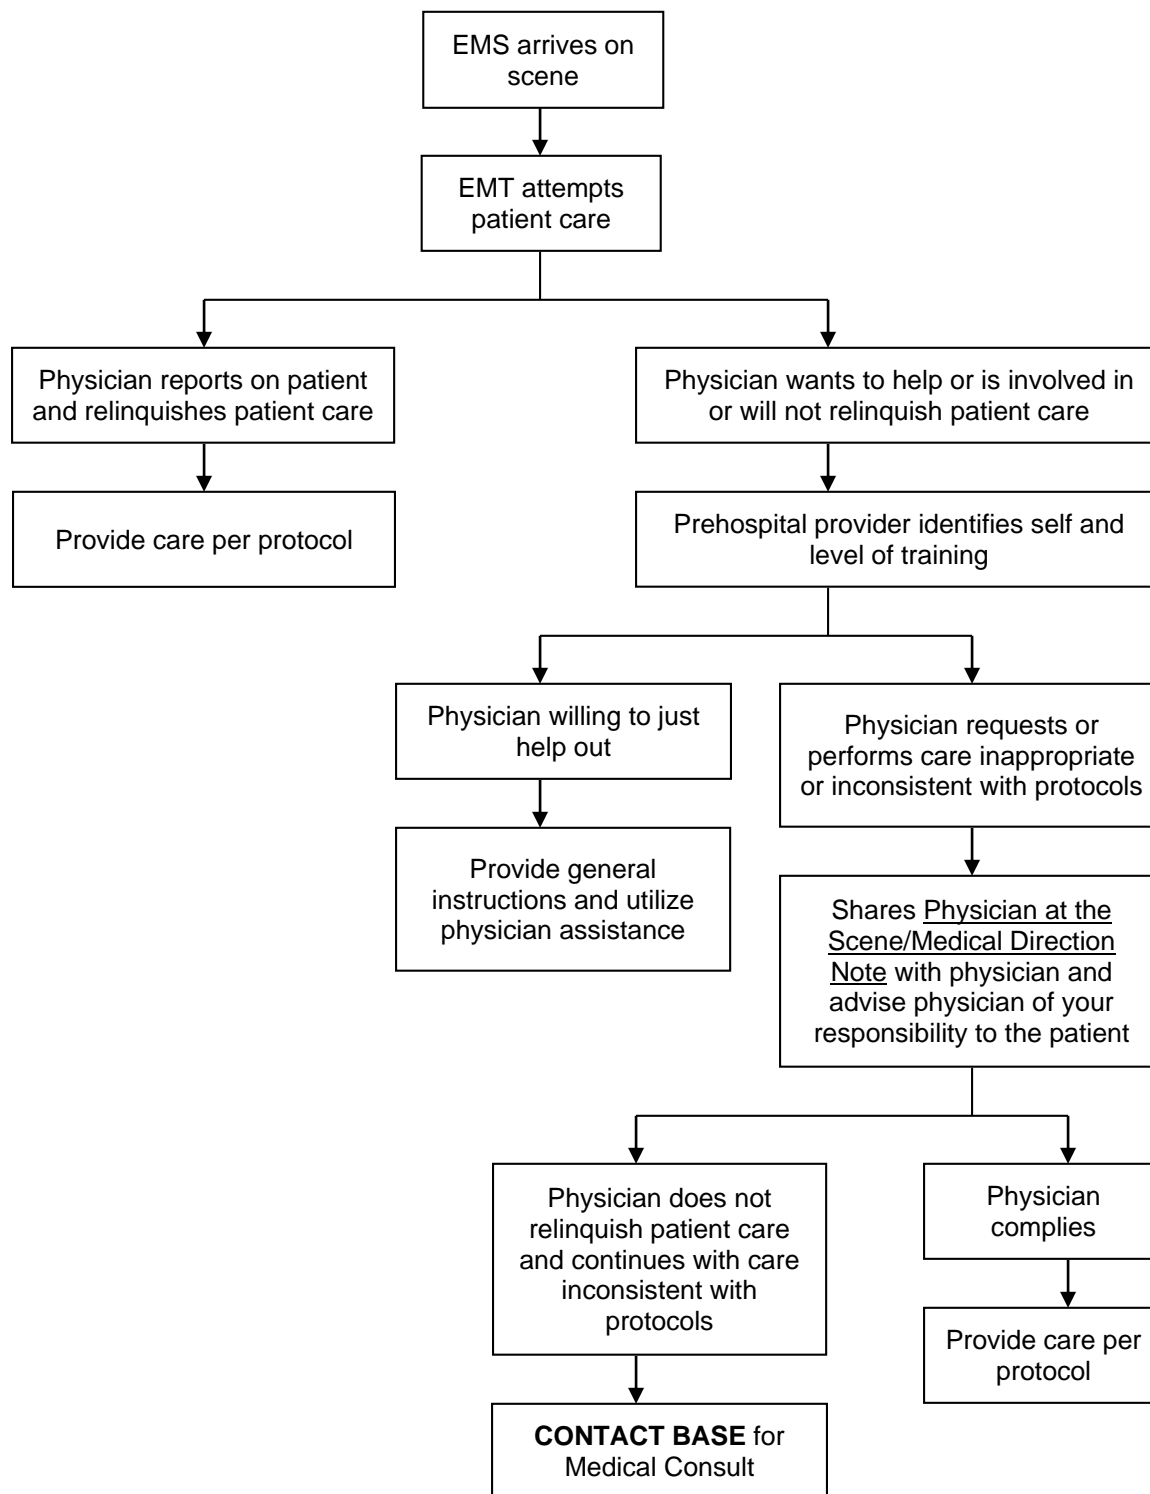 EMS arrives on
scene
EMT attempts
patient care
Physician reports on patient
and relinquishes patient care
Physician wants to help or is involved in
or will not relinquish patient care
Provide care per protocol
Prehospital provider identifies self and
level of training
Physician willing to just
help out
Physician requests or
performs care inappropriate
or inconsistent with protocols
Provide general
instructions and utilize
physician assistance
Shares Physician at the
Scene/Medical Direction
Note with physician and
advise physician of your
responsibility to the patient
Physician does not
relinquish patient care
and continues with care
inconsistent with
protocols
Physician
complies
Provide care per
protocol
CONTACT BASE for
Medical Consult